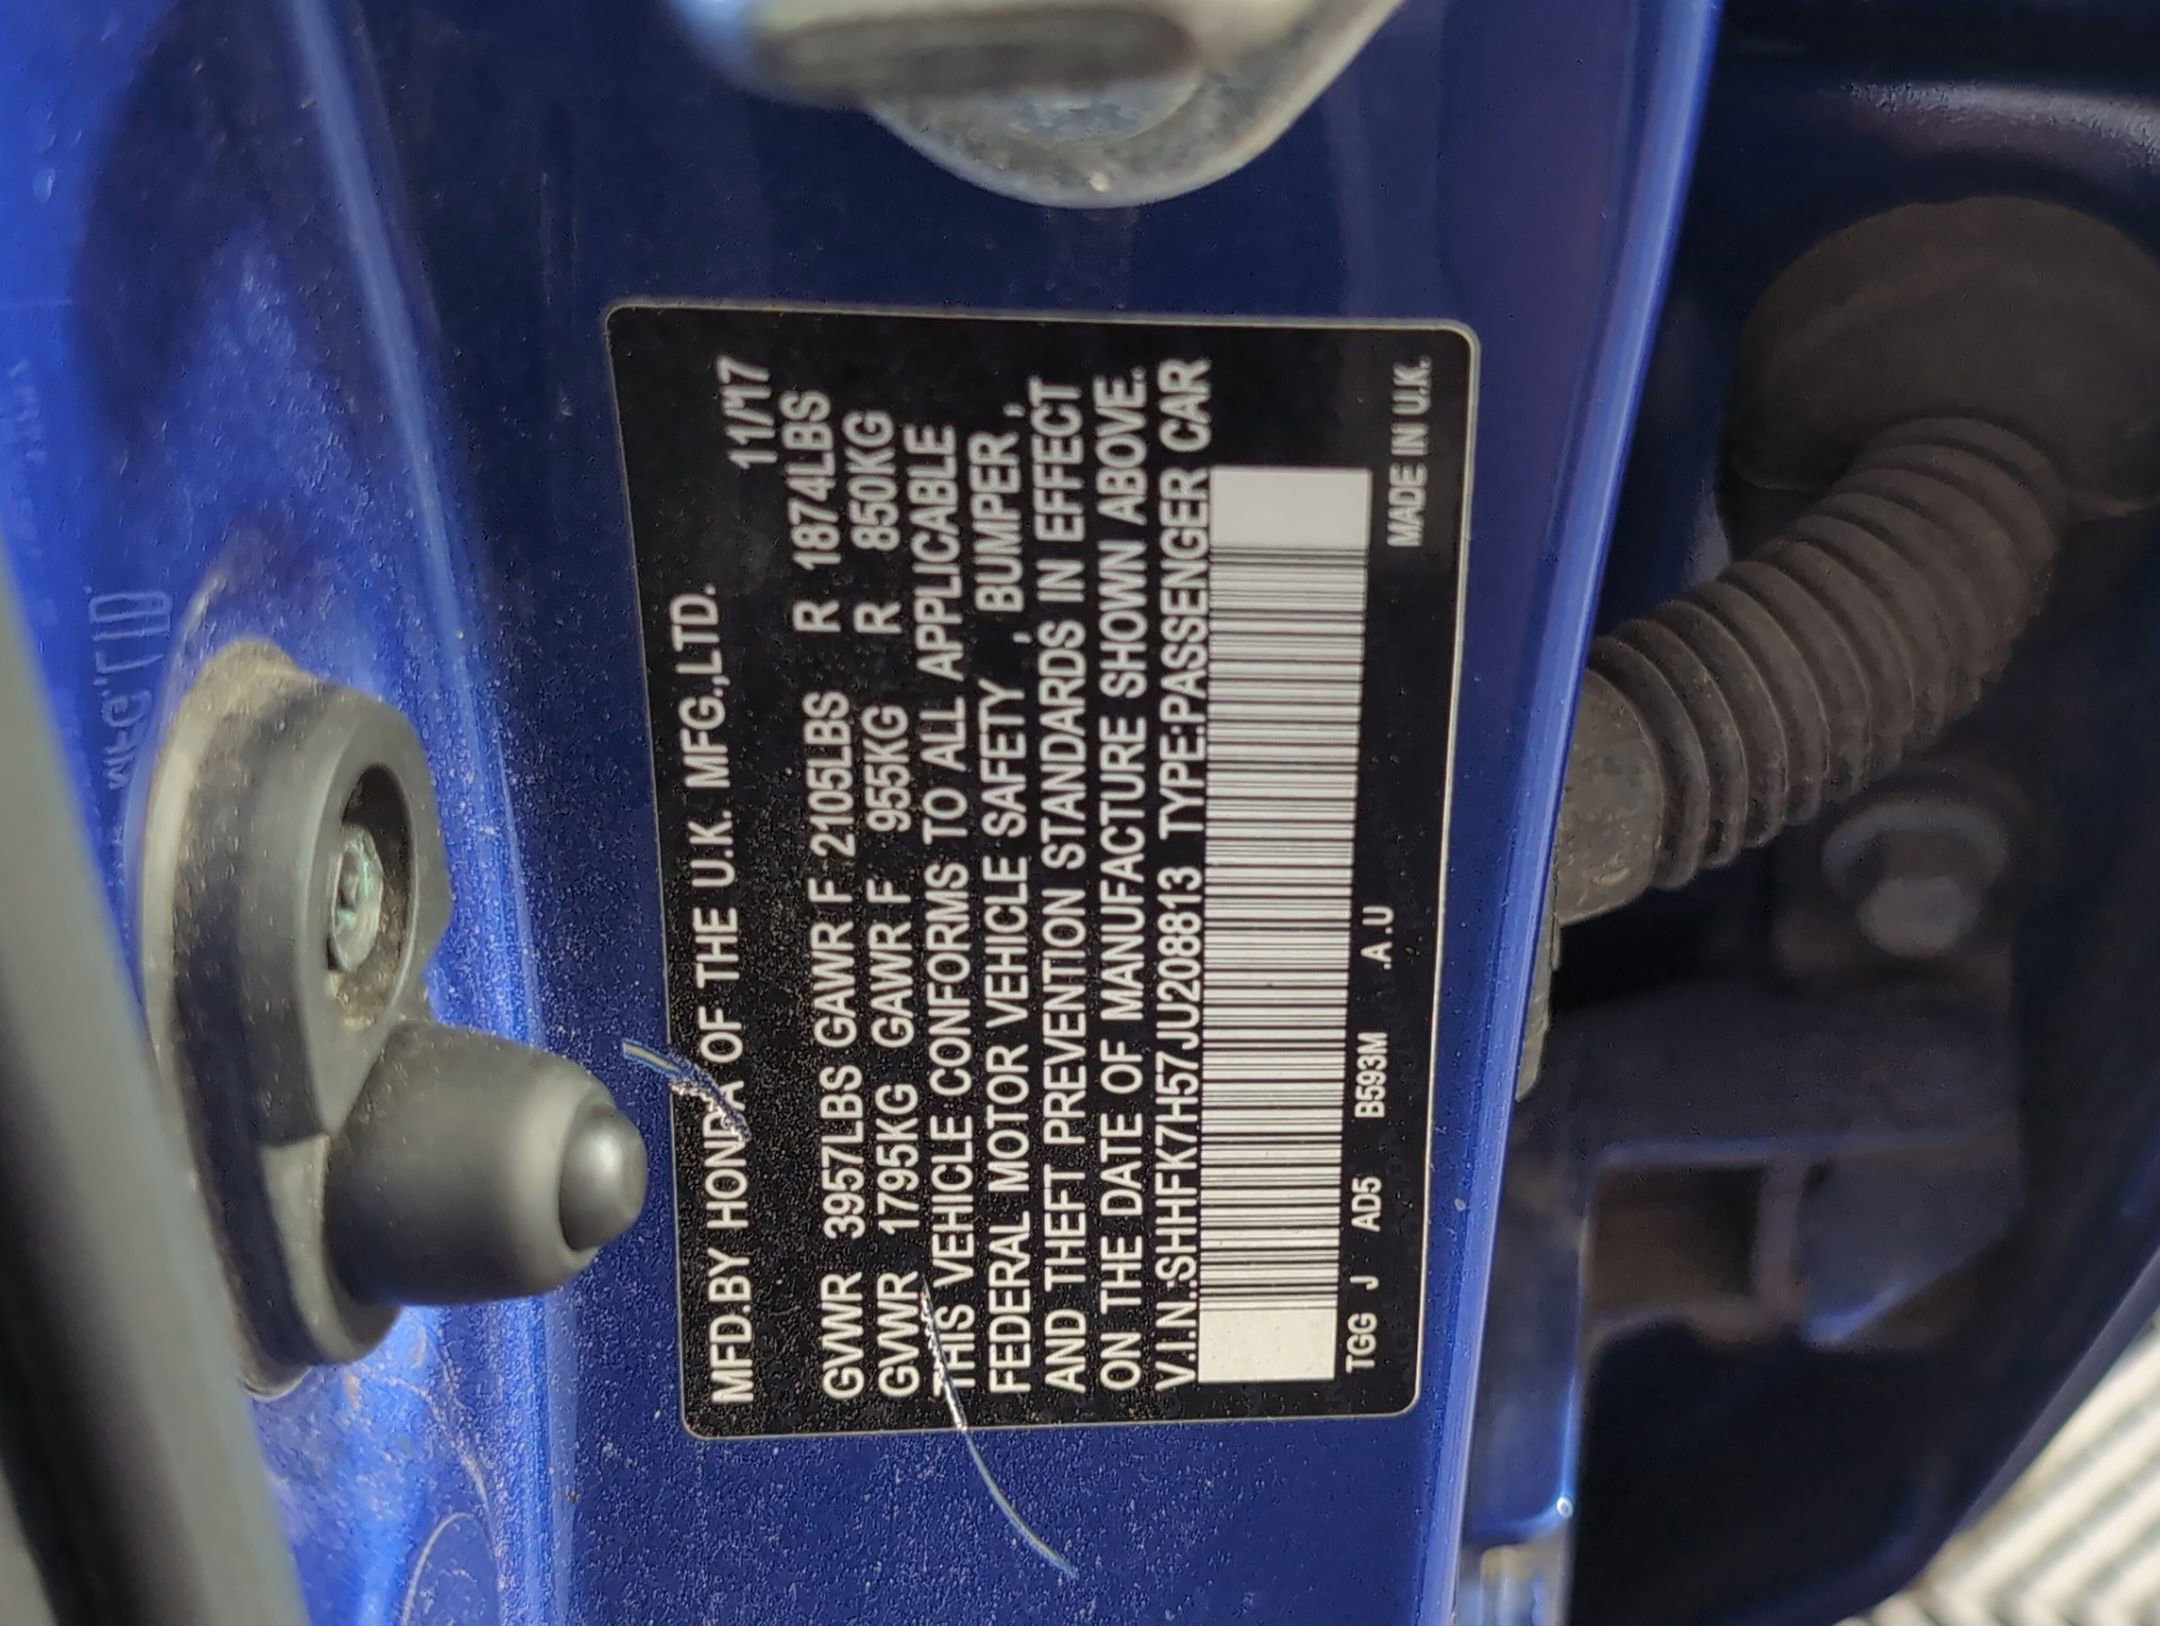 MFD.BY HONDA OF THE U.K. MFG.,LTD.
11/17
GVWR 3957LBS GAWR F 2105LBS R 1874LBS
GVWR 1795KG GAWR F 955KG R 850KG
THIS VEHICLE CONFORMS TO ALL APPLICABLE
FEDERAL MOTOR VEHICLE SAFETY , BUMPER ,
AND THEFT PREVENTION STANDARDS IN EFFECT
ON THE DATE OF MANUFACTURE SHOWN ABOVE.
V.I.N.:SHHFK7H57JU208813 TYPE:PASSENGER CAR
TGG J AD5 B593M .A.U MADE IN U.K.